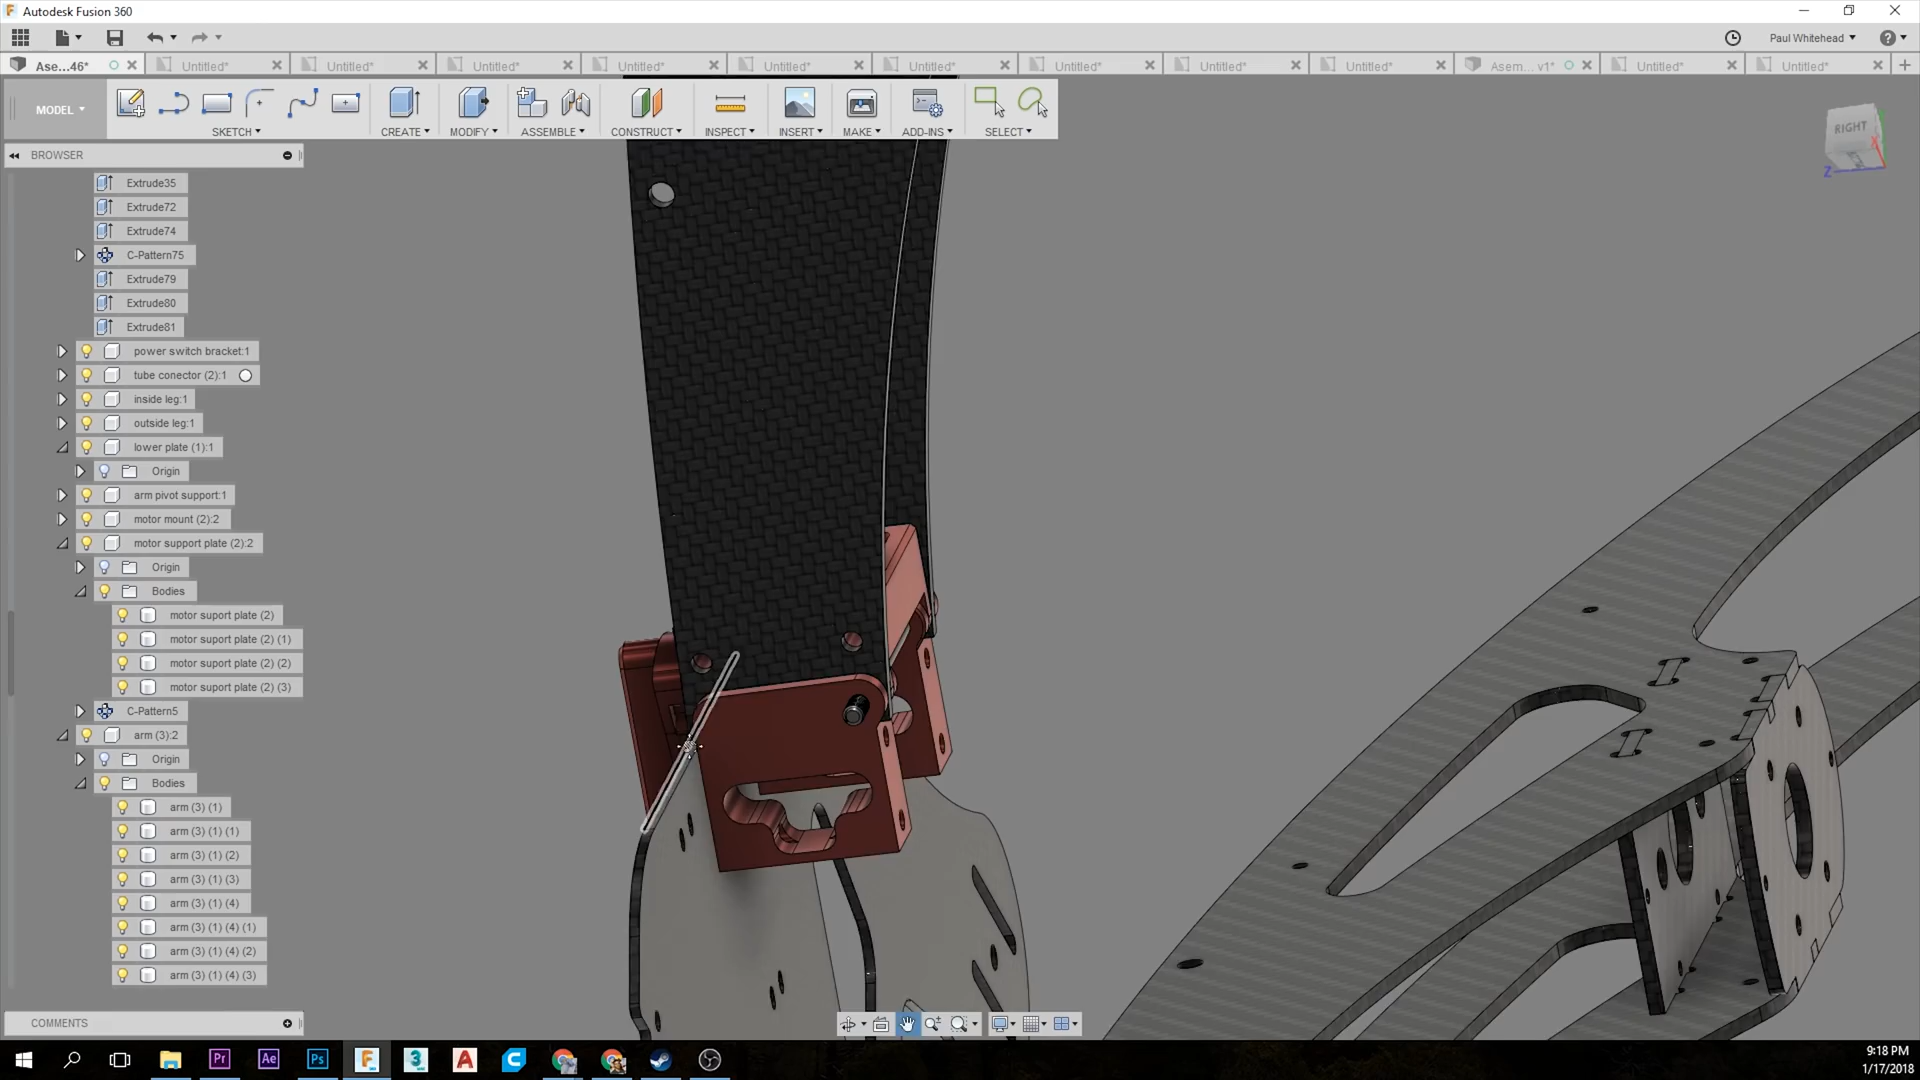 Autodesk Fusion 360
Paul Whitehead
Ase...46*
Untitled*
Untitled*
Untitled*
Untitled*
Untitled*
Untitled*
Untitled*
Untitled*
Untitled*
Asem... v1*
Untitled*
Untitled*
MODEL
SKETCH
CREATE
MODIFY
ASSEMBLE
CONSTRUCT
INSPECT
INSERT
MAKE
ADD-INS
SELECT
RIGHT
X
Z
BROWSER
Extrude35
Extrude72
Extrude74
C-Pattern75
Extrude79
Extrude80
Extrude81
power switch bracket:1
tube conector (2):1
inside leg:1
outside leg:1
lower plate (1):1
Origin
arm pivot support:1
motor mount (2):2
motor support plate (2):2
Origin
Bodies
motor suport plate (2)
motor suport plate (2) (1)
motor suport plate (2) (2)
motor suport plate (2) (3)
C-Pattern5
arm (3):2
Origin
Bodies
arm (3) (1)
arm (3) (1) (1)
arm (3) (1) (2)
arm (3) (1) (3)
arm (3) (1) (4)
arm (3) (1) (4) (1)
arm (3) (1) (4) (2)
arm (3) (1) (4) (3)
COMMENTS
Pr
Ae
Ps
F
3
A
C
9:18 PM
1/17/2018